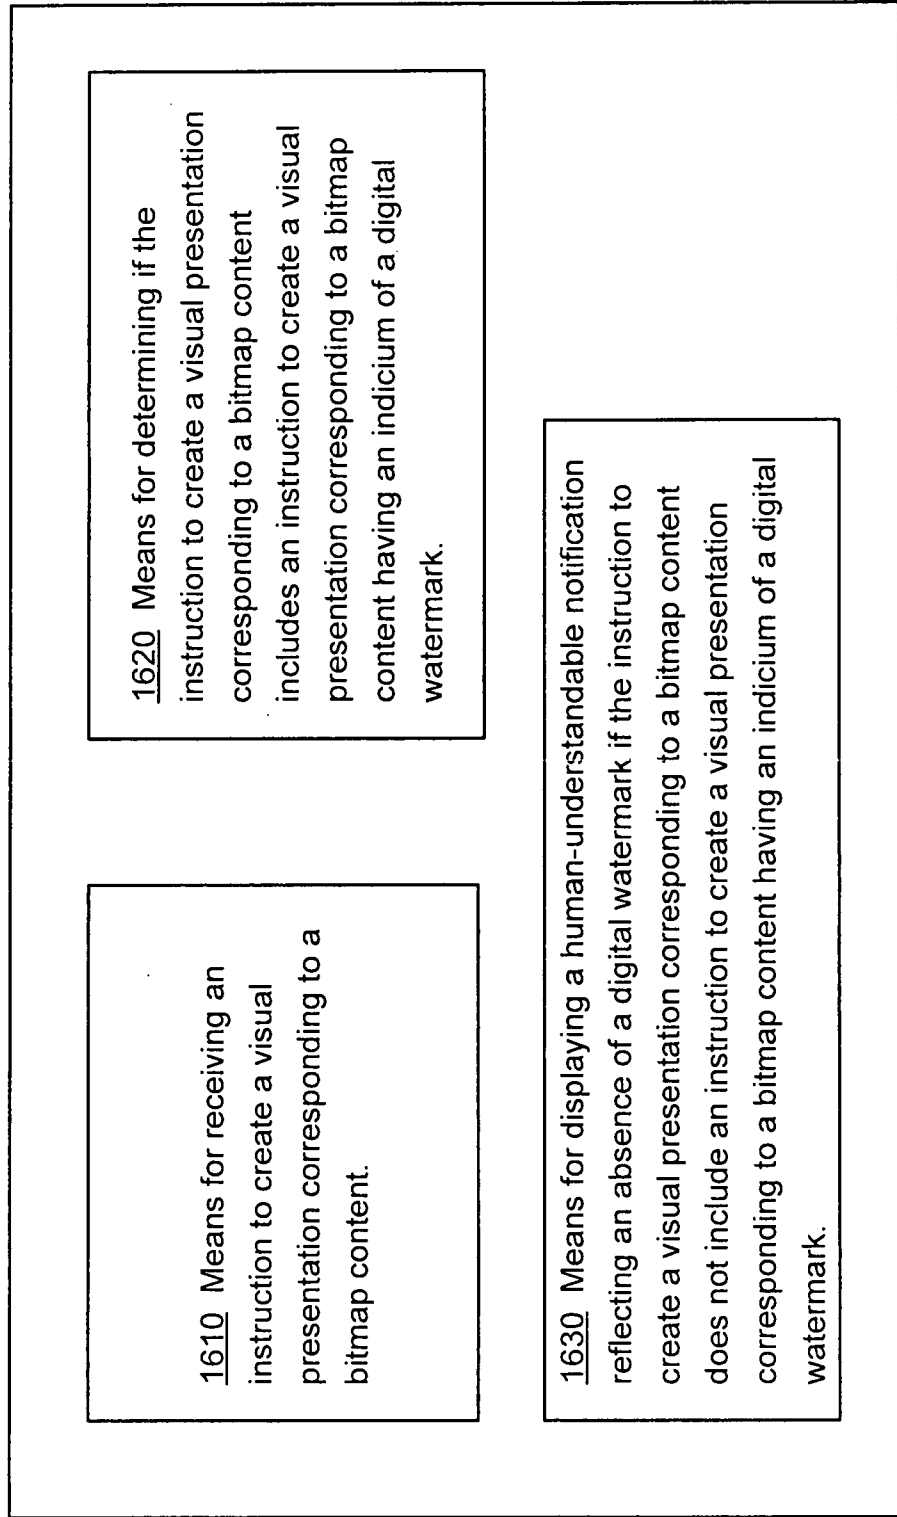 1610 Means for receiving an
instruction to create a visual
presentation corresponding to a
bitmap content.
1620 Means for determining if the
instruction to create a visual presentation
corresponding to a bitmap content
includes an instruction to create a visual
presentation corresponding to a bitmap
content having an indicium of a digital
watermark.
1630 Means for displaying a human-understandable notification
reflecting an absence of a digital watermark if the instruction to
create a visual presentation corresponding to a bitmap content
does not include an instruction to create a visual presentation
corresponding to a bitmap content having an indicium of a digital
watermark.